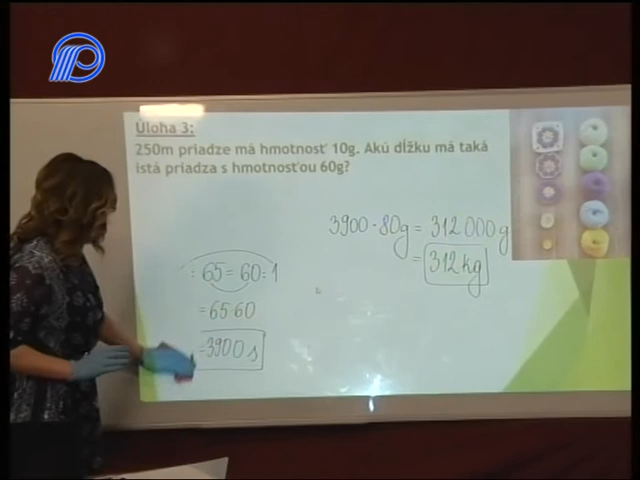 Úloha 3:
250m priadze má hmotnosť 10g. Akú dĺžku má taká
istá priadza s hmotnosťou 60g?
3900·80g = 312 000g
= 312 kg
: 65 = 60 : 1
= 65·60
= 3900 s